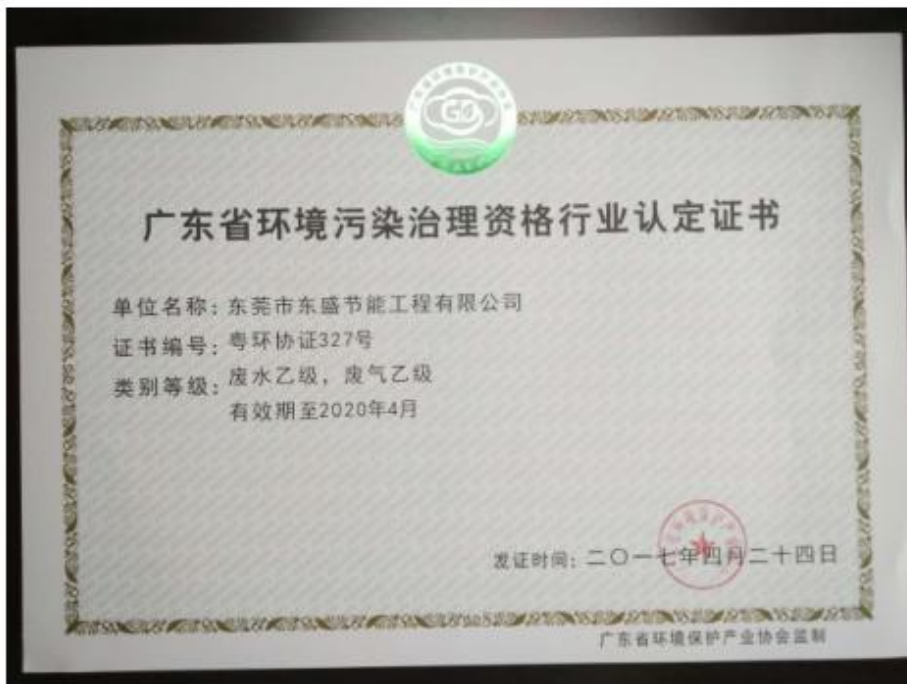 广东省环境污染治理资格行业认定证书
单位名称：东莞市东盛节能工程有限公司
证书编号：粤环协证327号
类别等级：废水乙级，废气乙级
有效期至2020年4月
发证时间：二〇一七年四月二十四日
广东省环境保护产业协会监制